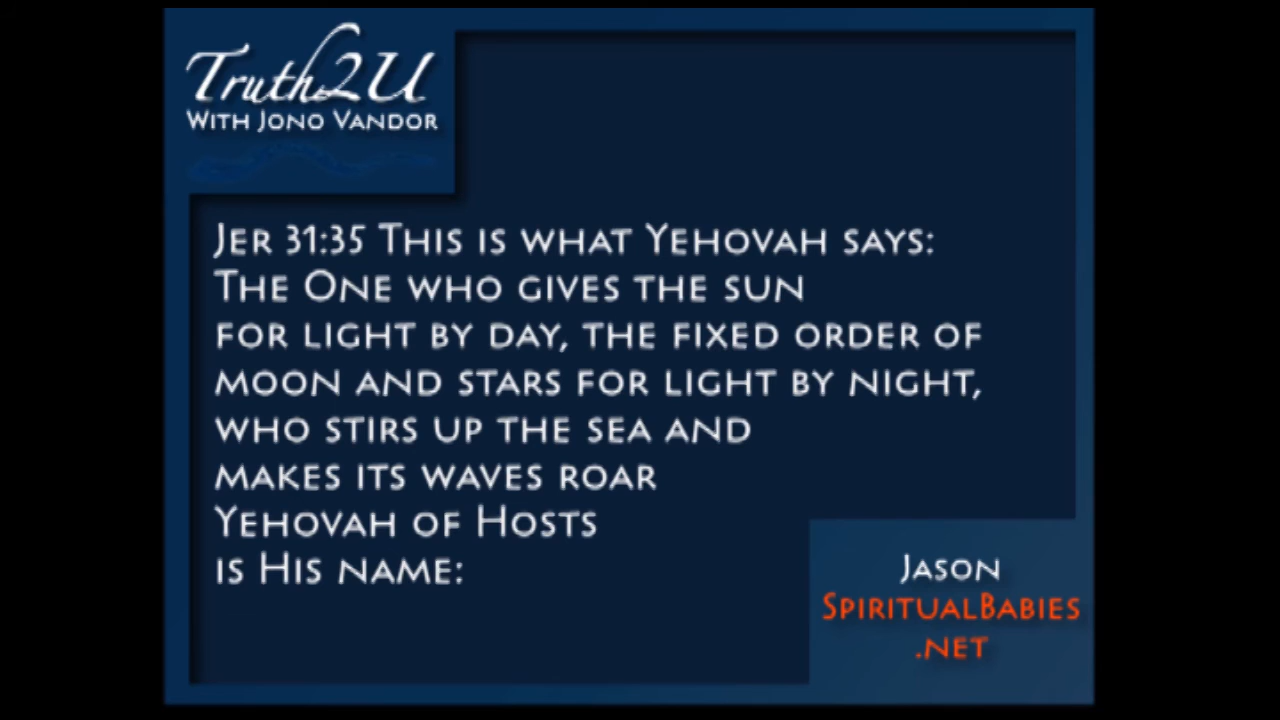 Truth2U
With Jono Vandor
Jer 31:35 This is what Yehovah says:
The One who gives the sun
for light by day, the fixed order of
moon and stars for light by night,
who stirs up the sea and
makes its waves roar
Yehovah of Hosts
is His name:
Jason
SpiritualBabies
.net